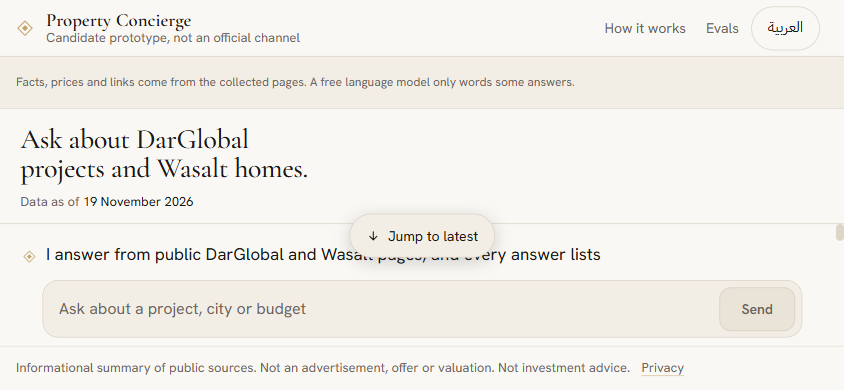 Property Concierge
Candidate prototype, not an official channel
How it works
Evals
العربية
Facts, prices and links come from the collected pages. A free language model only words some answers.
Ask about DarGlobal
projects and Wasalt homes.
Data as of 19 November 2026
Jump to latest
I answer from public DarGlobal and Wasalt pages, and every answer lists
Ask about a project, city or budget
Send
Informational summary of public sources. Not an advertisement, offer or valuation. Not investment advice. Privacy